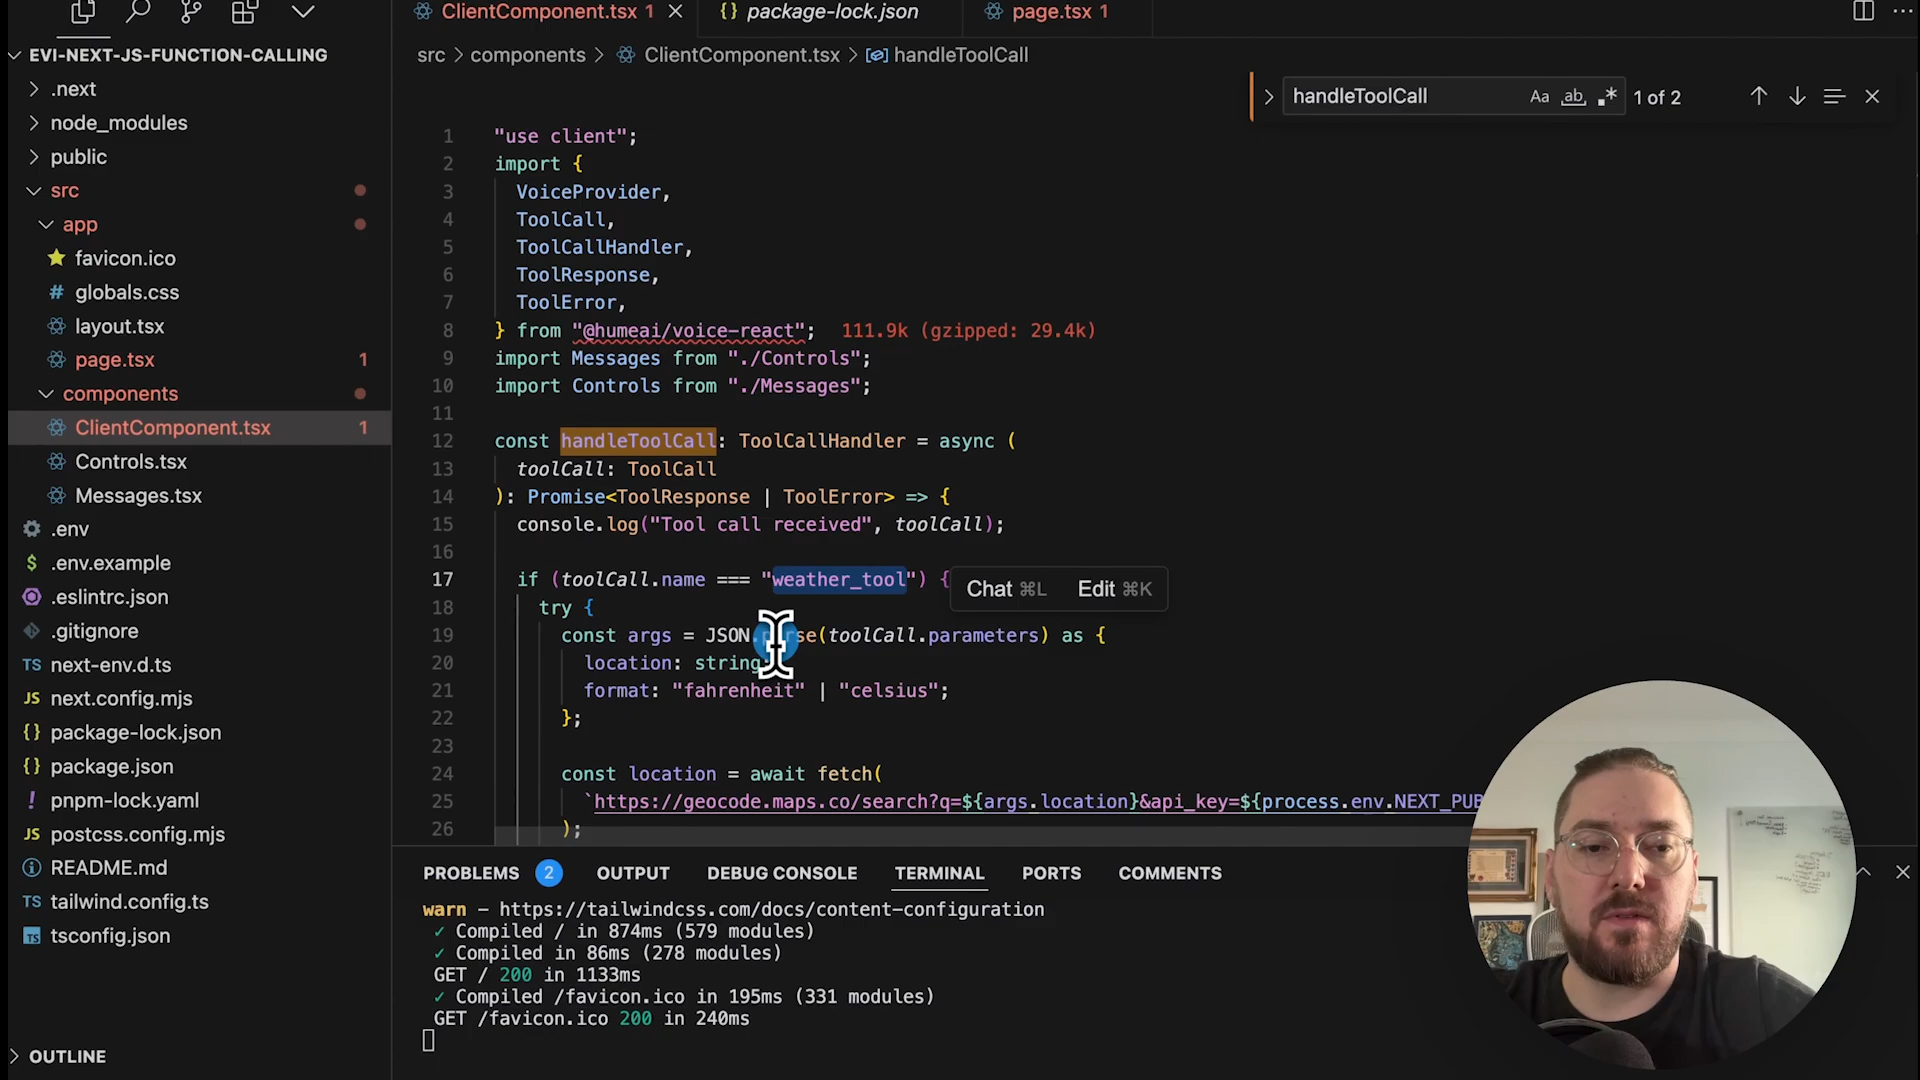 ClientComponent.tsx 1
package-lock.json
page.tsx 1
EVI-NEXT-JS-FUNCTION-CALLING
.next
node_modules
public
src
app
favicon.ico
globals.css
layout.tsx
page.tsx 1
components
ClientComponent.tsx 1
Controls.tsx
Messages.tsx
.env
.env.example
.eslintrc.json
.gitignore
TS next-env.d.ts
JS next.config.mjs
package-lock.json
package.json
pnpm-lock.yaml
JS postcss.config.mjs
README.md
TS tailwind.config.ts
TS tsconfig.json
OUTLINE
src > components > ClientComponent.tsx > handleToolCall
handleToolCall Aa ab 1 of 2
1 "use client";
2 import {
3 VoiceProvider,
4 ToolCall,
5 ToolCallHandler,
6 ToolResponse,
7 ToolError,
8 } from "@humeai/voice-react"; 111.9k (gzipped: 29.4k)
9 import Messages from "./Controls";
10 import Controls from "./Messages";
11
12 const handleToolCall: ToolCallHandler = async (
13 toolCall: ToolCall
14 ): Promise<ToolResponse | ToolError> => {
15 console.log("Tool call received", toolCall);
16
17 if (toolCall.name === "weather_tool") {
Chat ⌘L Edit ⌘K
18 try {
19 const args = JSON.parse(toolCall.parameters) as {
20 location: string
21 format: "fahrenheit" | "celsius";
22 };
23
24 const location = await fetch(
25 `https://geocode.maps.co/search?q=${args.location}&api_key=${process.env.NEXT_PUB
26 );
PROBLEMS 2 OUTPUT DEBUG CONSOLE TERMINAL PORTS COMMENTS
warn – https://tailwindcss.com/docs/content-configuration
✓ Compiled / in 874ms (579 modules)
✓ Compiled in 86ms (278 modules)
GET / 200 in 1133ms
✓ Compiled /favicon.ico in 195ms (331 modules)
GET /favicon.ico 200 in 240ms